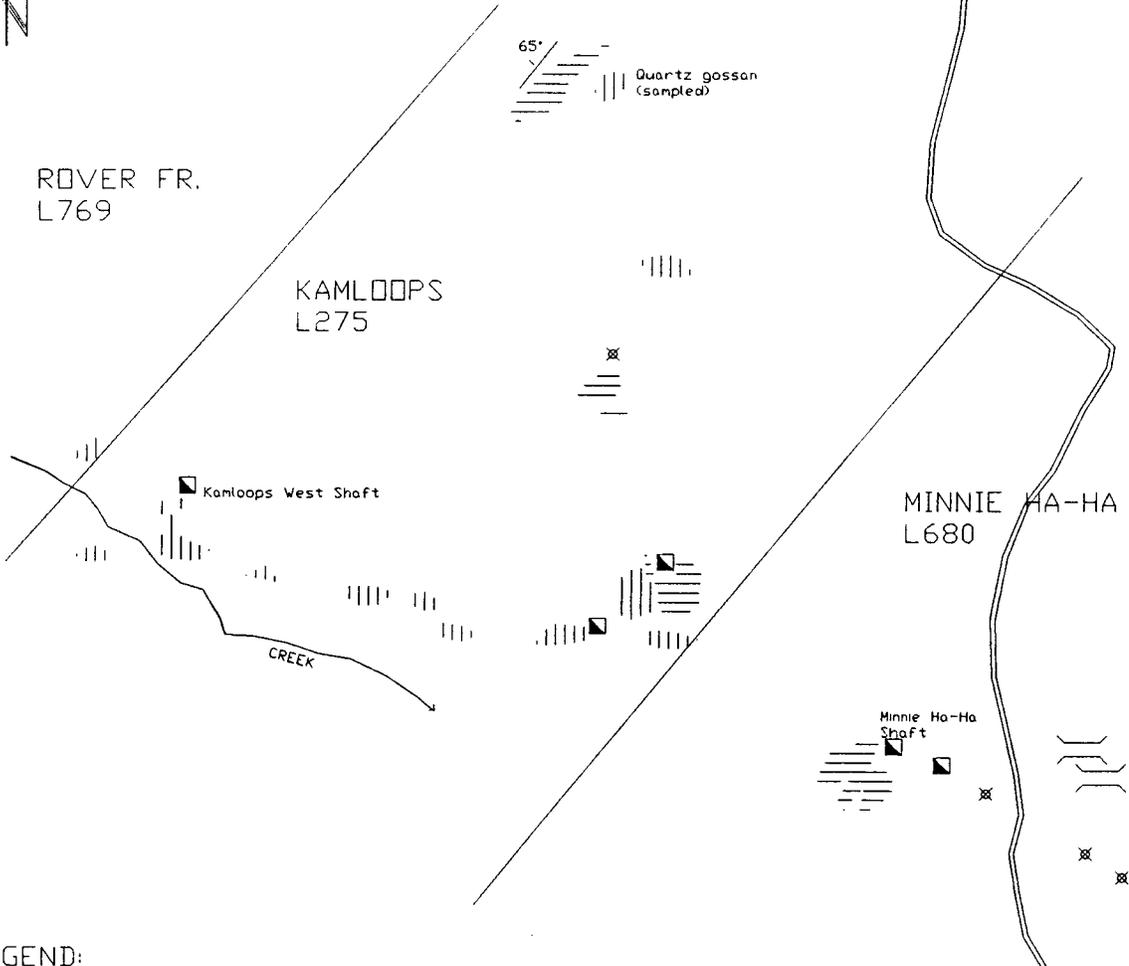 N
65°
Quartz gossan
(sampled)
ROVER FR.
L769
KAMLOOPS
L275
Kamloops West Shaft
MINNIE HA-HA
L680
CREEK
Minnie Ha-Ha
Shaft
GEND: